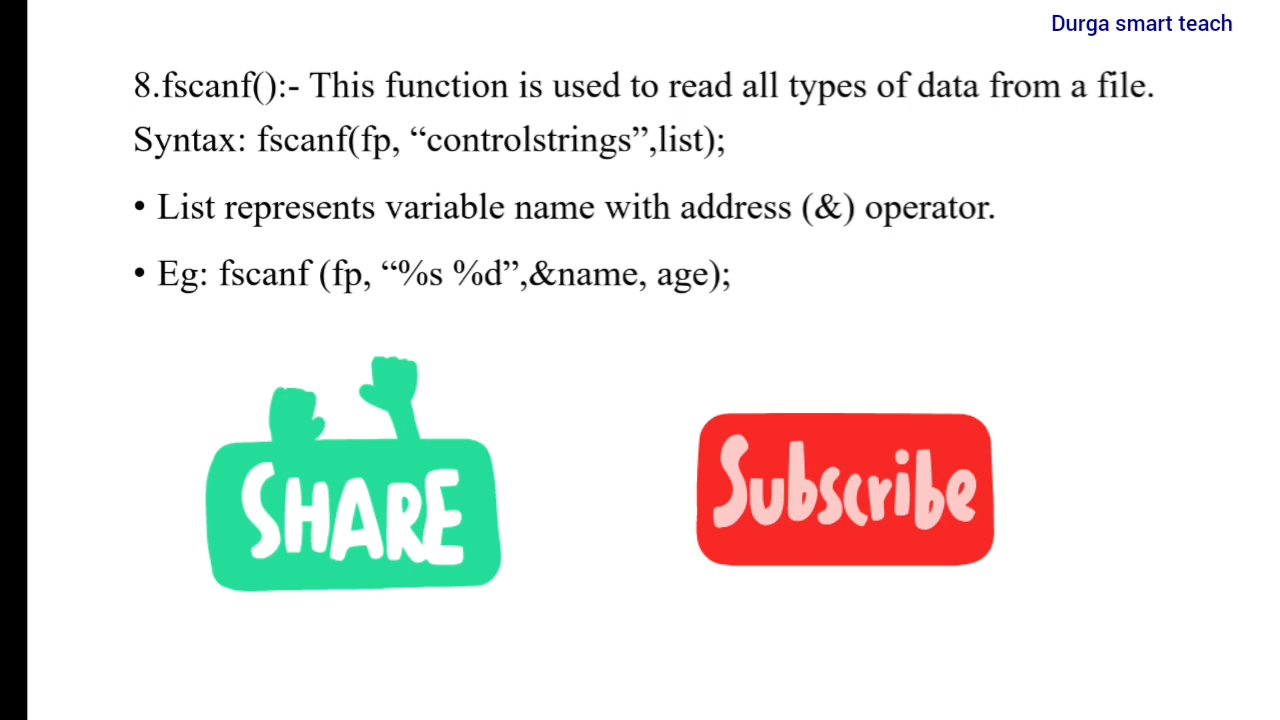 Durga smart teach
8.fscanf():- This function is used to read all types of data from a file.
Syntax: fscanf(fp, “controlstrings”,list);
• List represents variable name with address (&) operator.
• Eg: fscanf (fp, “%s %d”,&name, age);
SHARE
Subscribe